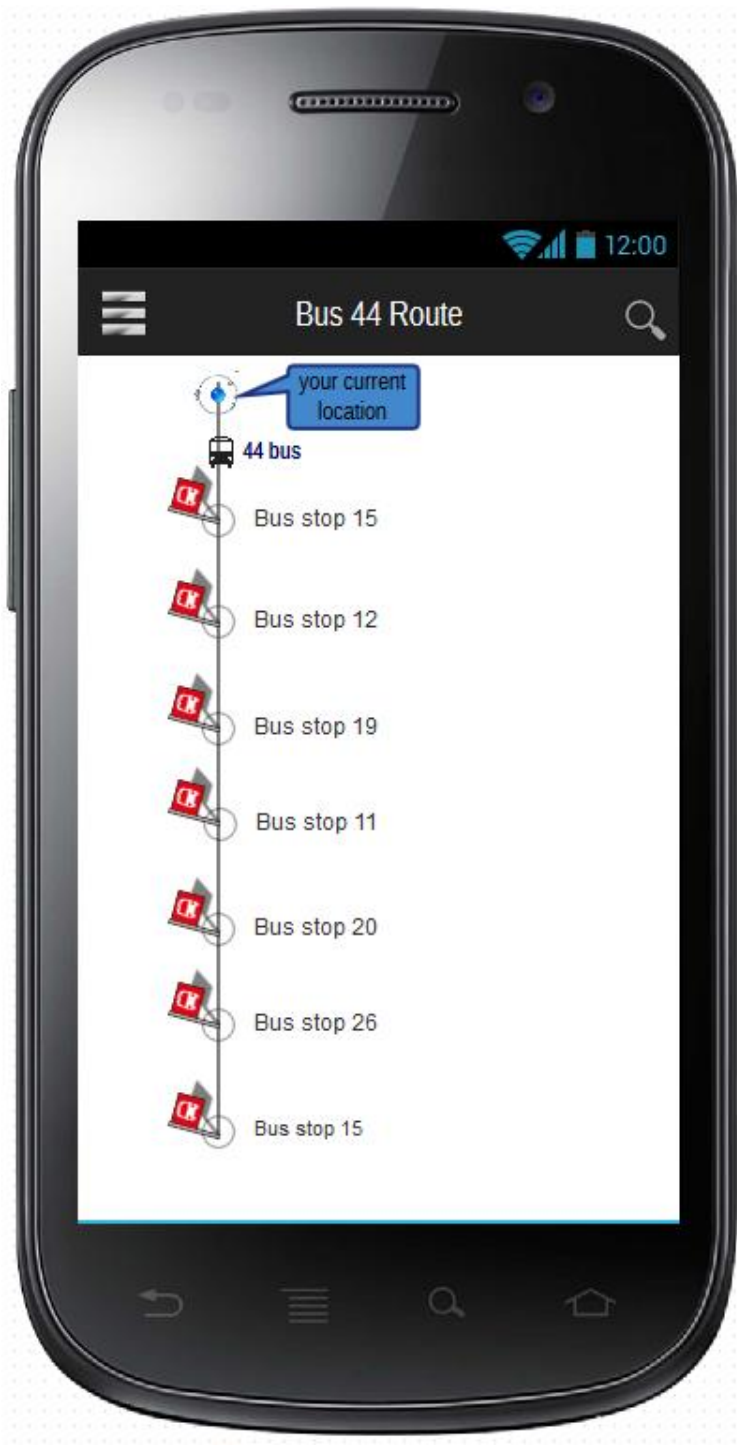 12:00
Bus 44 Route
your current
location
44 bus
Bus stop 15
Bus stop 12
Bus stop 19
Bus stop 11
Bus stop 20
Bus stop 26
Bus stop 15